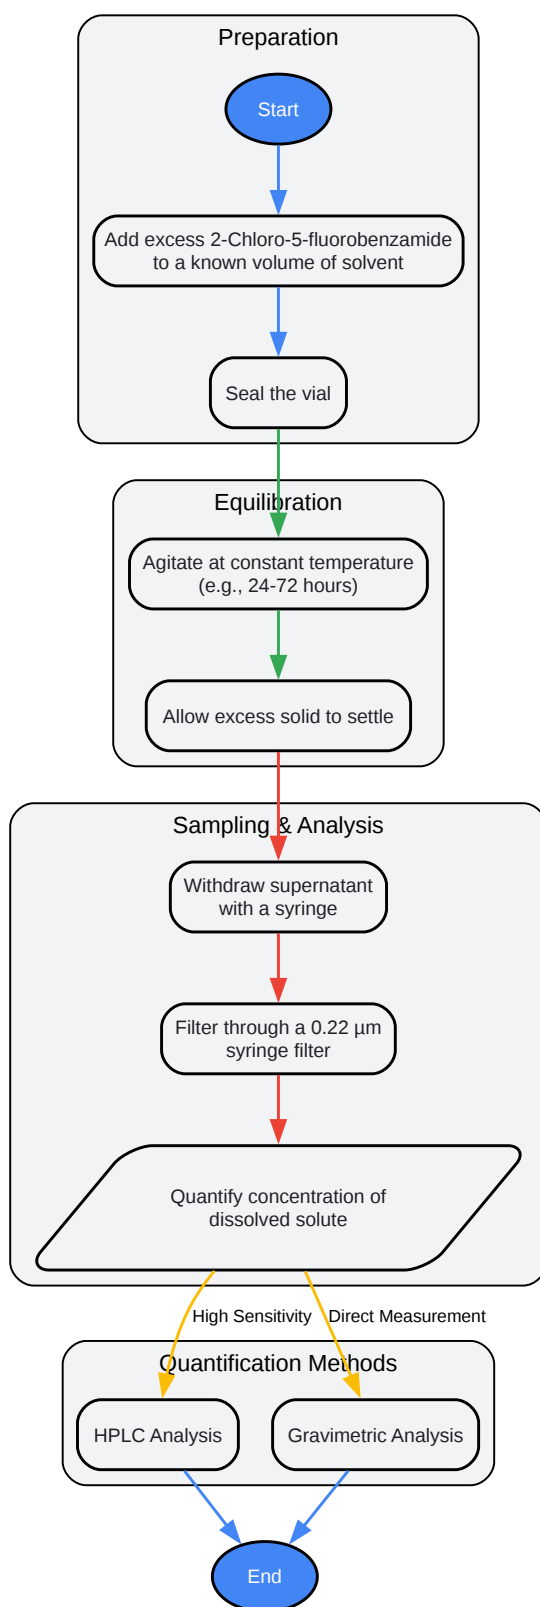 Preparation
Start
Add excess 2-Chloro-5-fluorobenzamide
to a known volume of solvent
Seal the vial
Equilibration
Agitate at constant temperature
(e.g., 24-72 hours)
Allow excess solid to settle
Sampling & Analysis
Withdraw supernatant
with a syringe
Filter through a 0.22 µm
syringe filter
Quantify concentration of
dissolved solute
High Sensitivity
Direct Measurement
Quantification Methods
HPLC Analysis
Gravimetric Analysis
End